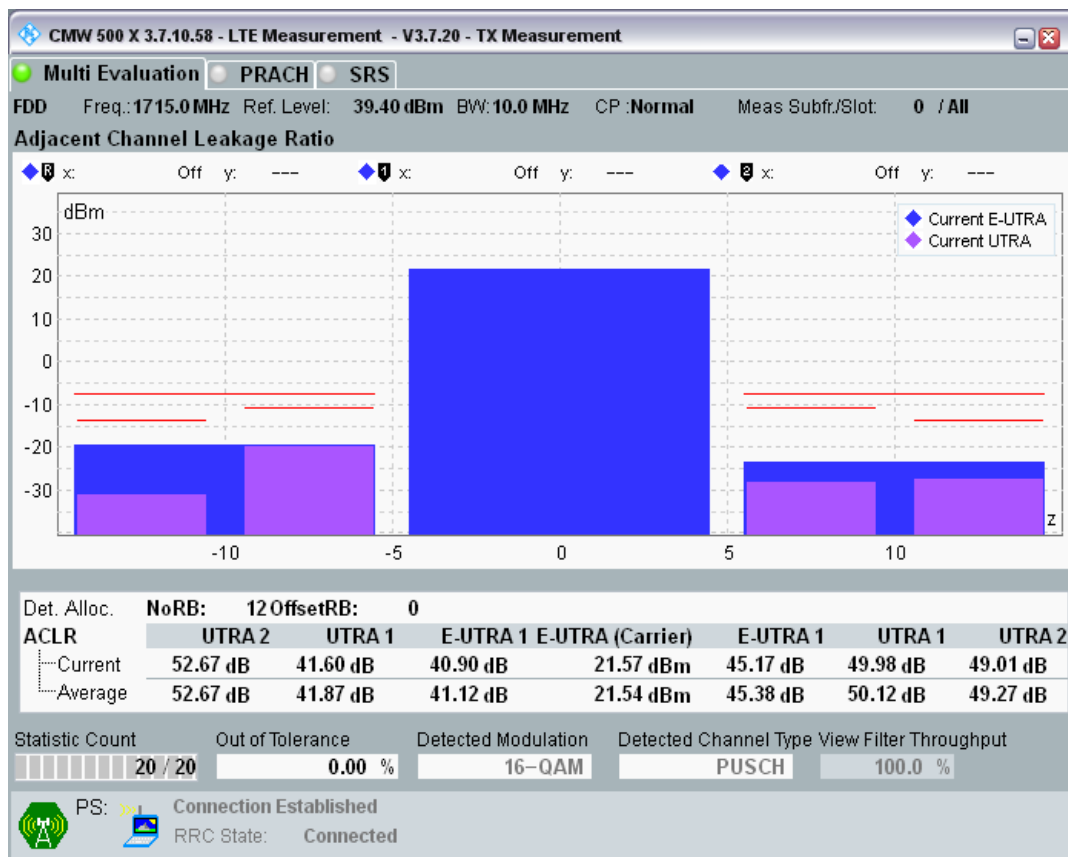 CMW 500 X 3.7.10.58 - LTE Measurement - V3.7.20 - TX Measurement
Multi Evaluation PRACH SRS
FDD Freq.: 1715.0 MHz Ref. Level: 39.40 dBm BW: 10.0 MHz CP : Normal Meas Subfr./Slot: 0 / All
Adjacent Channel Leakage Ratio
R x: Off y: --- 1 x: Off y: --- 2 x: Off y: ---
dBm
Current E-UTRA
Current UTRA
30
20
10
0
-10
-20
-30
z
-10 -5 0 5 10
Det. Alloc. NoRB: 12 OffsetRB: 0
ACLR UTRA 2 UTRA 1 E-UTRA 1 E-UTRA (Carrier) E-UTRA 1 UTRA 1 UTRA 2
Current 52.67 dB 41.60 dB 40.90 dB 21.57 dBm 45.17 dB 49.98 dB 49.01 dB
Average 52.67 dB 41.87 dB 41.12 dB 21.54 dBm 45.38 dB 50.12 dB 49.27 dB
Statistic Count Out of Tolerance Detected Modulation Detected Channel Type View Filter Throughput
20 / 20 0.00 % 16-QAM PUSCH 100.0 %
PS: Connection Established
RRC State: Connected